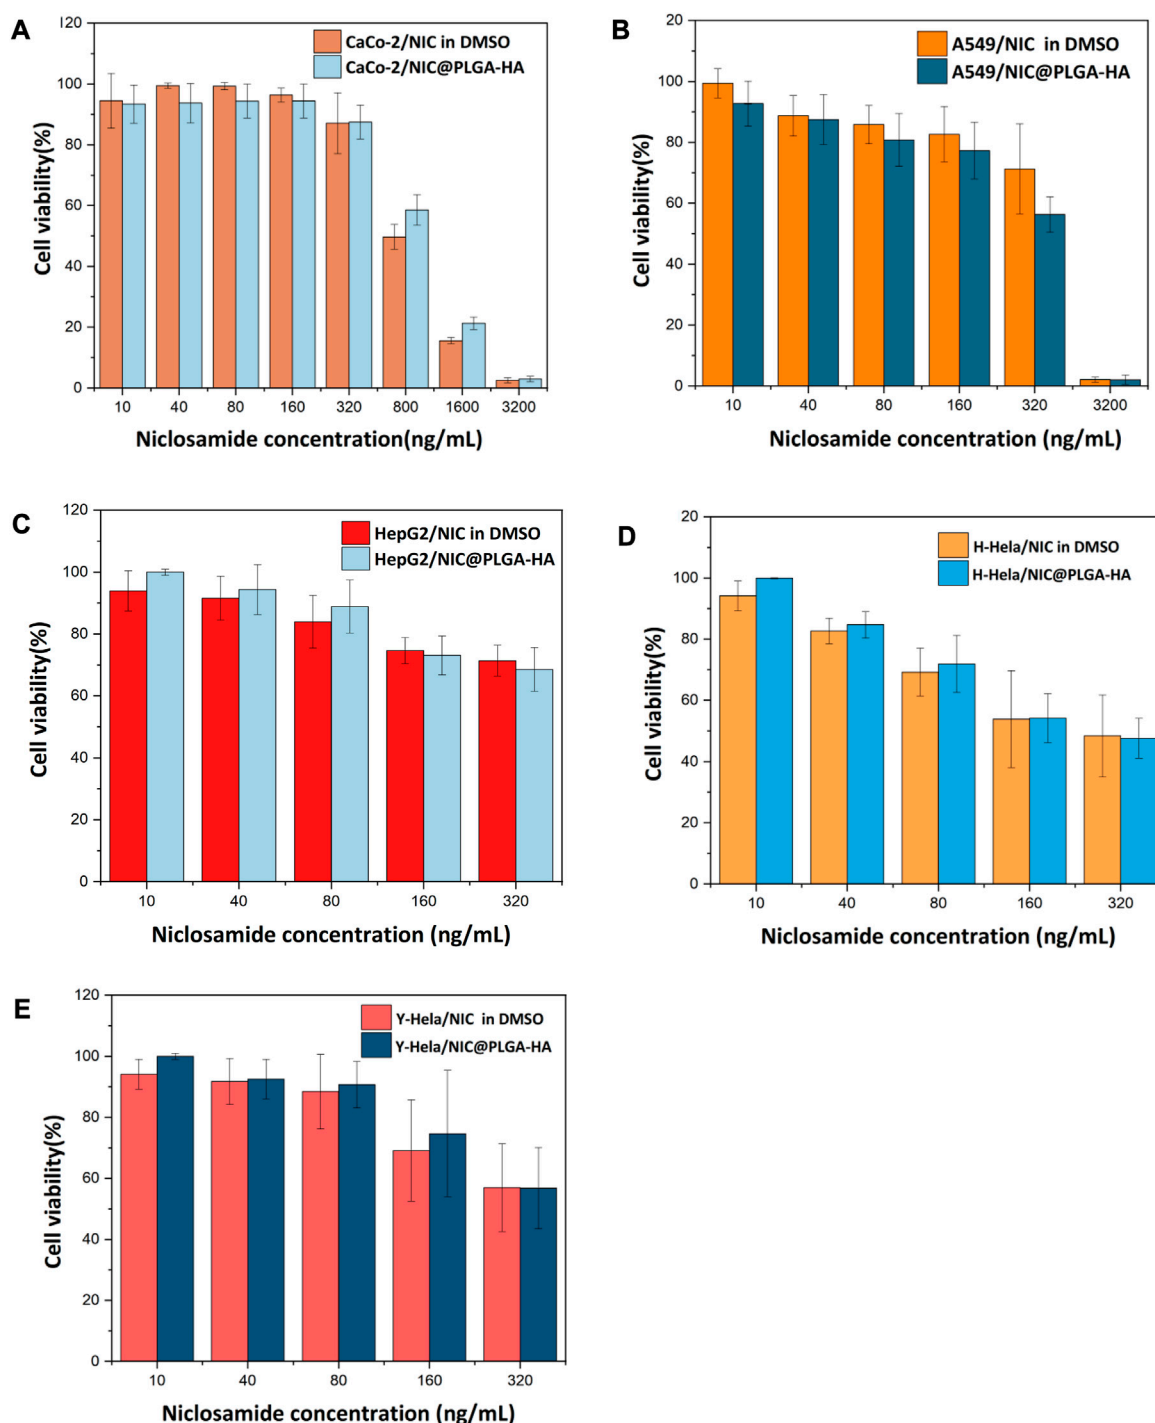 A
CaCo-2/NIC in DMSO
CaCo-2/NIC@PLGA-HA
Cell viability(%)
120
100
80
60
40
20
0
10 40 80 160 320 800 1600 3200
Niclosamide concentration(ng/mL)
B
A549/NIC in DMSO
A549/NIC@PLGA-HA
Cell viability(%)
20
100
80
60
40
20
0
10 40 80 160 320 3200
Niclosamide concentration (ng/mL)
C
HepG2/NIC in DMSO
HepG2/NIC@PLGA-HA
Cell viability(%)
120
100
80
60
40
20
0
10 40 80 160 320
Niclosamide concentration (ng/mL)
D
H-Hela/NIC in DMSO
H-Hela/NIC@PLGA-HA
Cell viability(%)
20
100
80
60
40
20
0
10 40 80 160 320
Niclosamide concentration (ng/mL)
E
Y-Hela/NIC in DMSO
Y-Hela/NIC@PLGA-HA
Cell viability(%)
120
100
80
60
40
20
0
10 40 80 160 320
Niclosamide concentration (ng/mL)